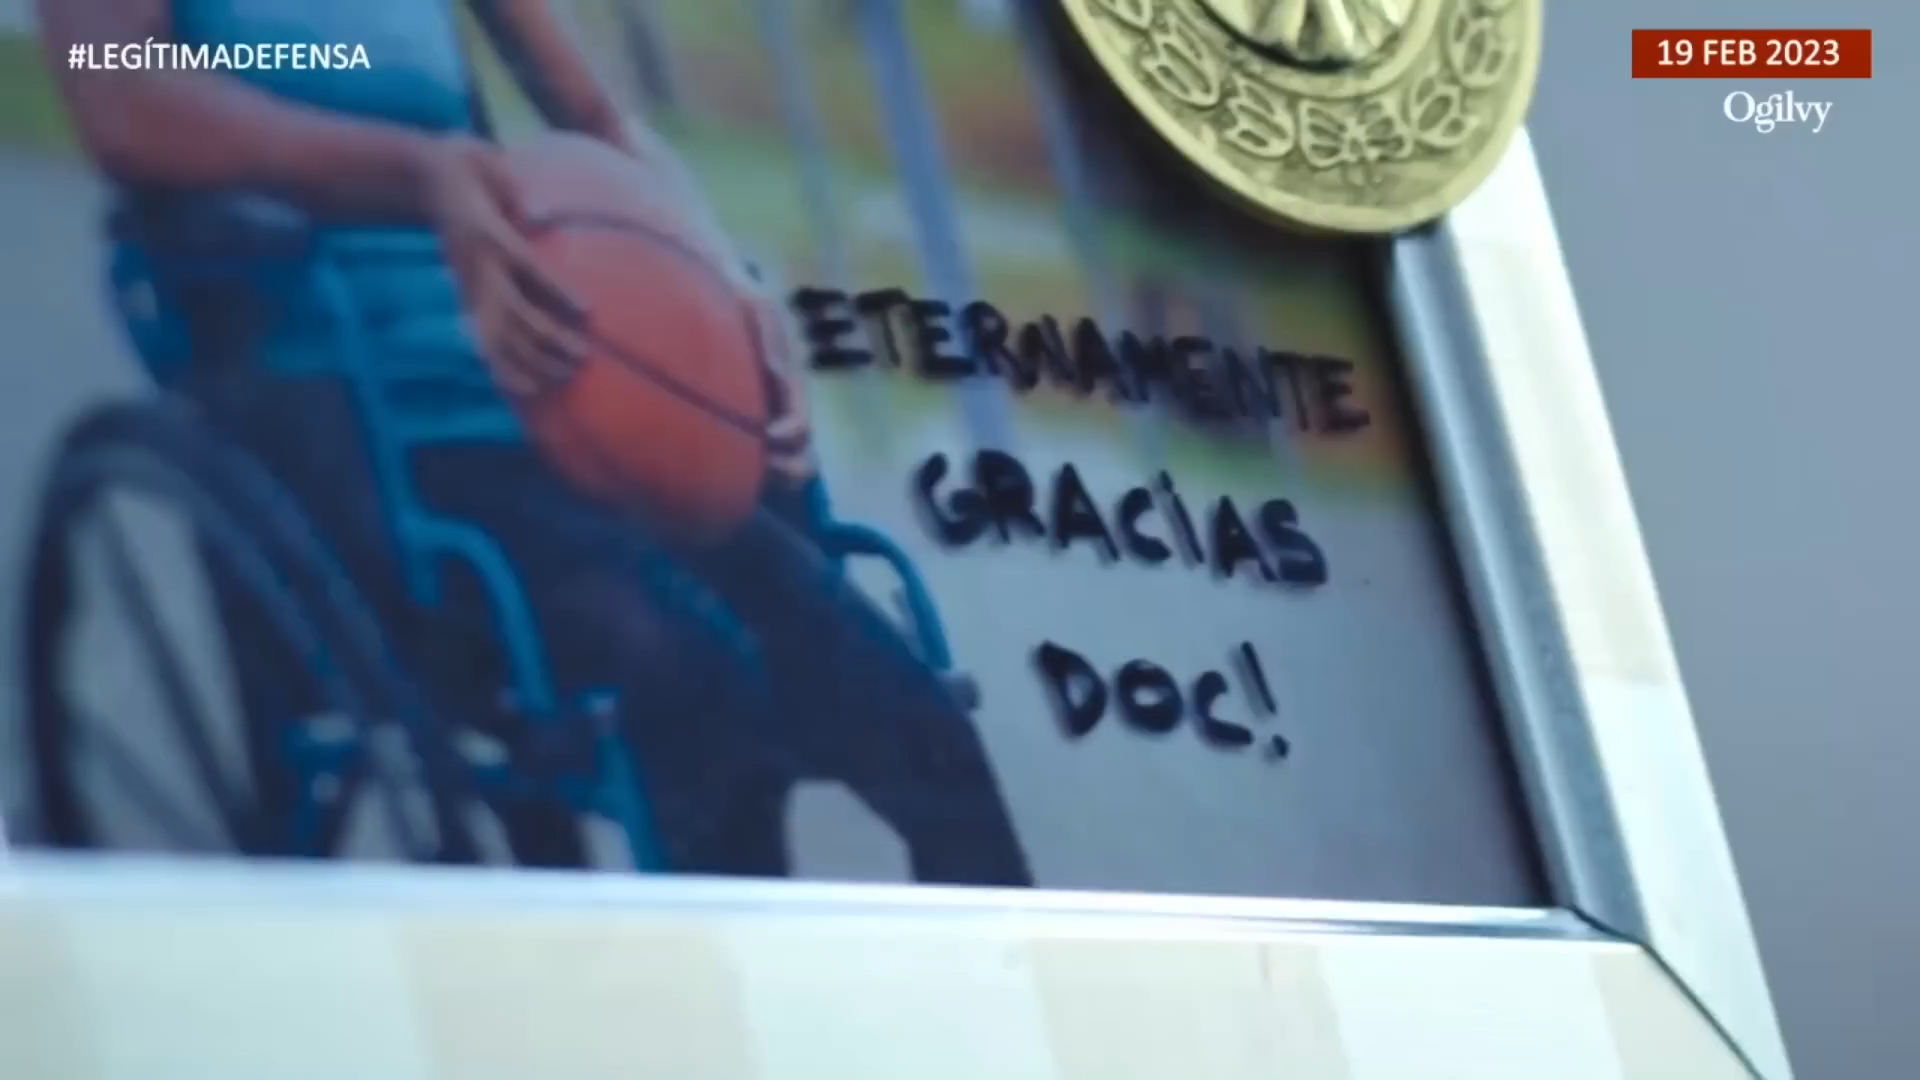 #LEGÍTIMADEFENSA
19 FEB 2023
Ogilvy
ETERNAMENTE
GRACIAS
DOC!